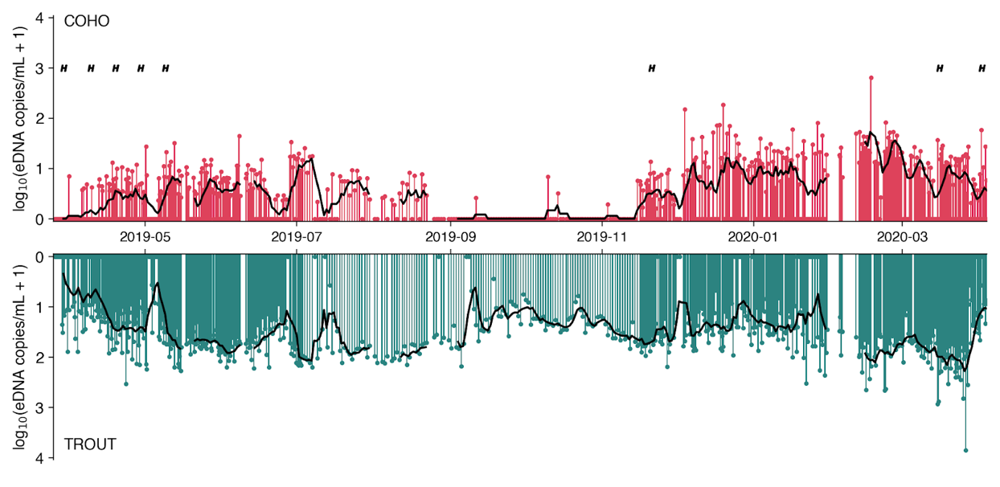 4
COHO
3
H H H H H H H H
2
1
0
log10(eDNA copies/mL + 1)
2019-05 2019-07 2019-09 2019-11 2020-01 2020-03
0
1
2
3
4
log10(eDNA copies/mL + 1)
TROUT